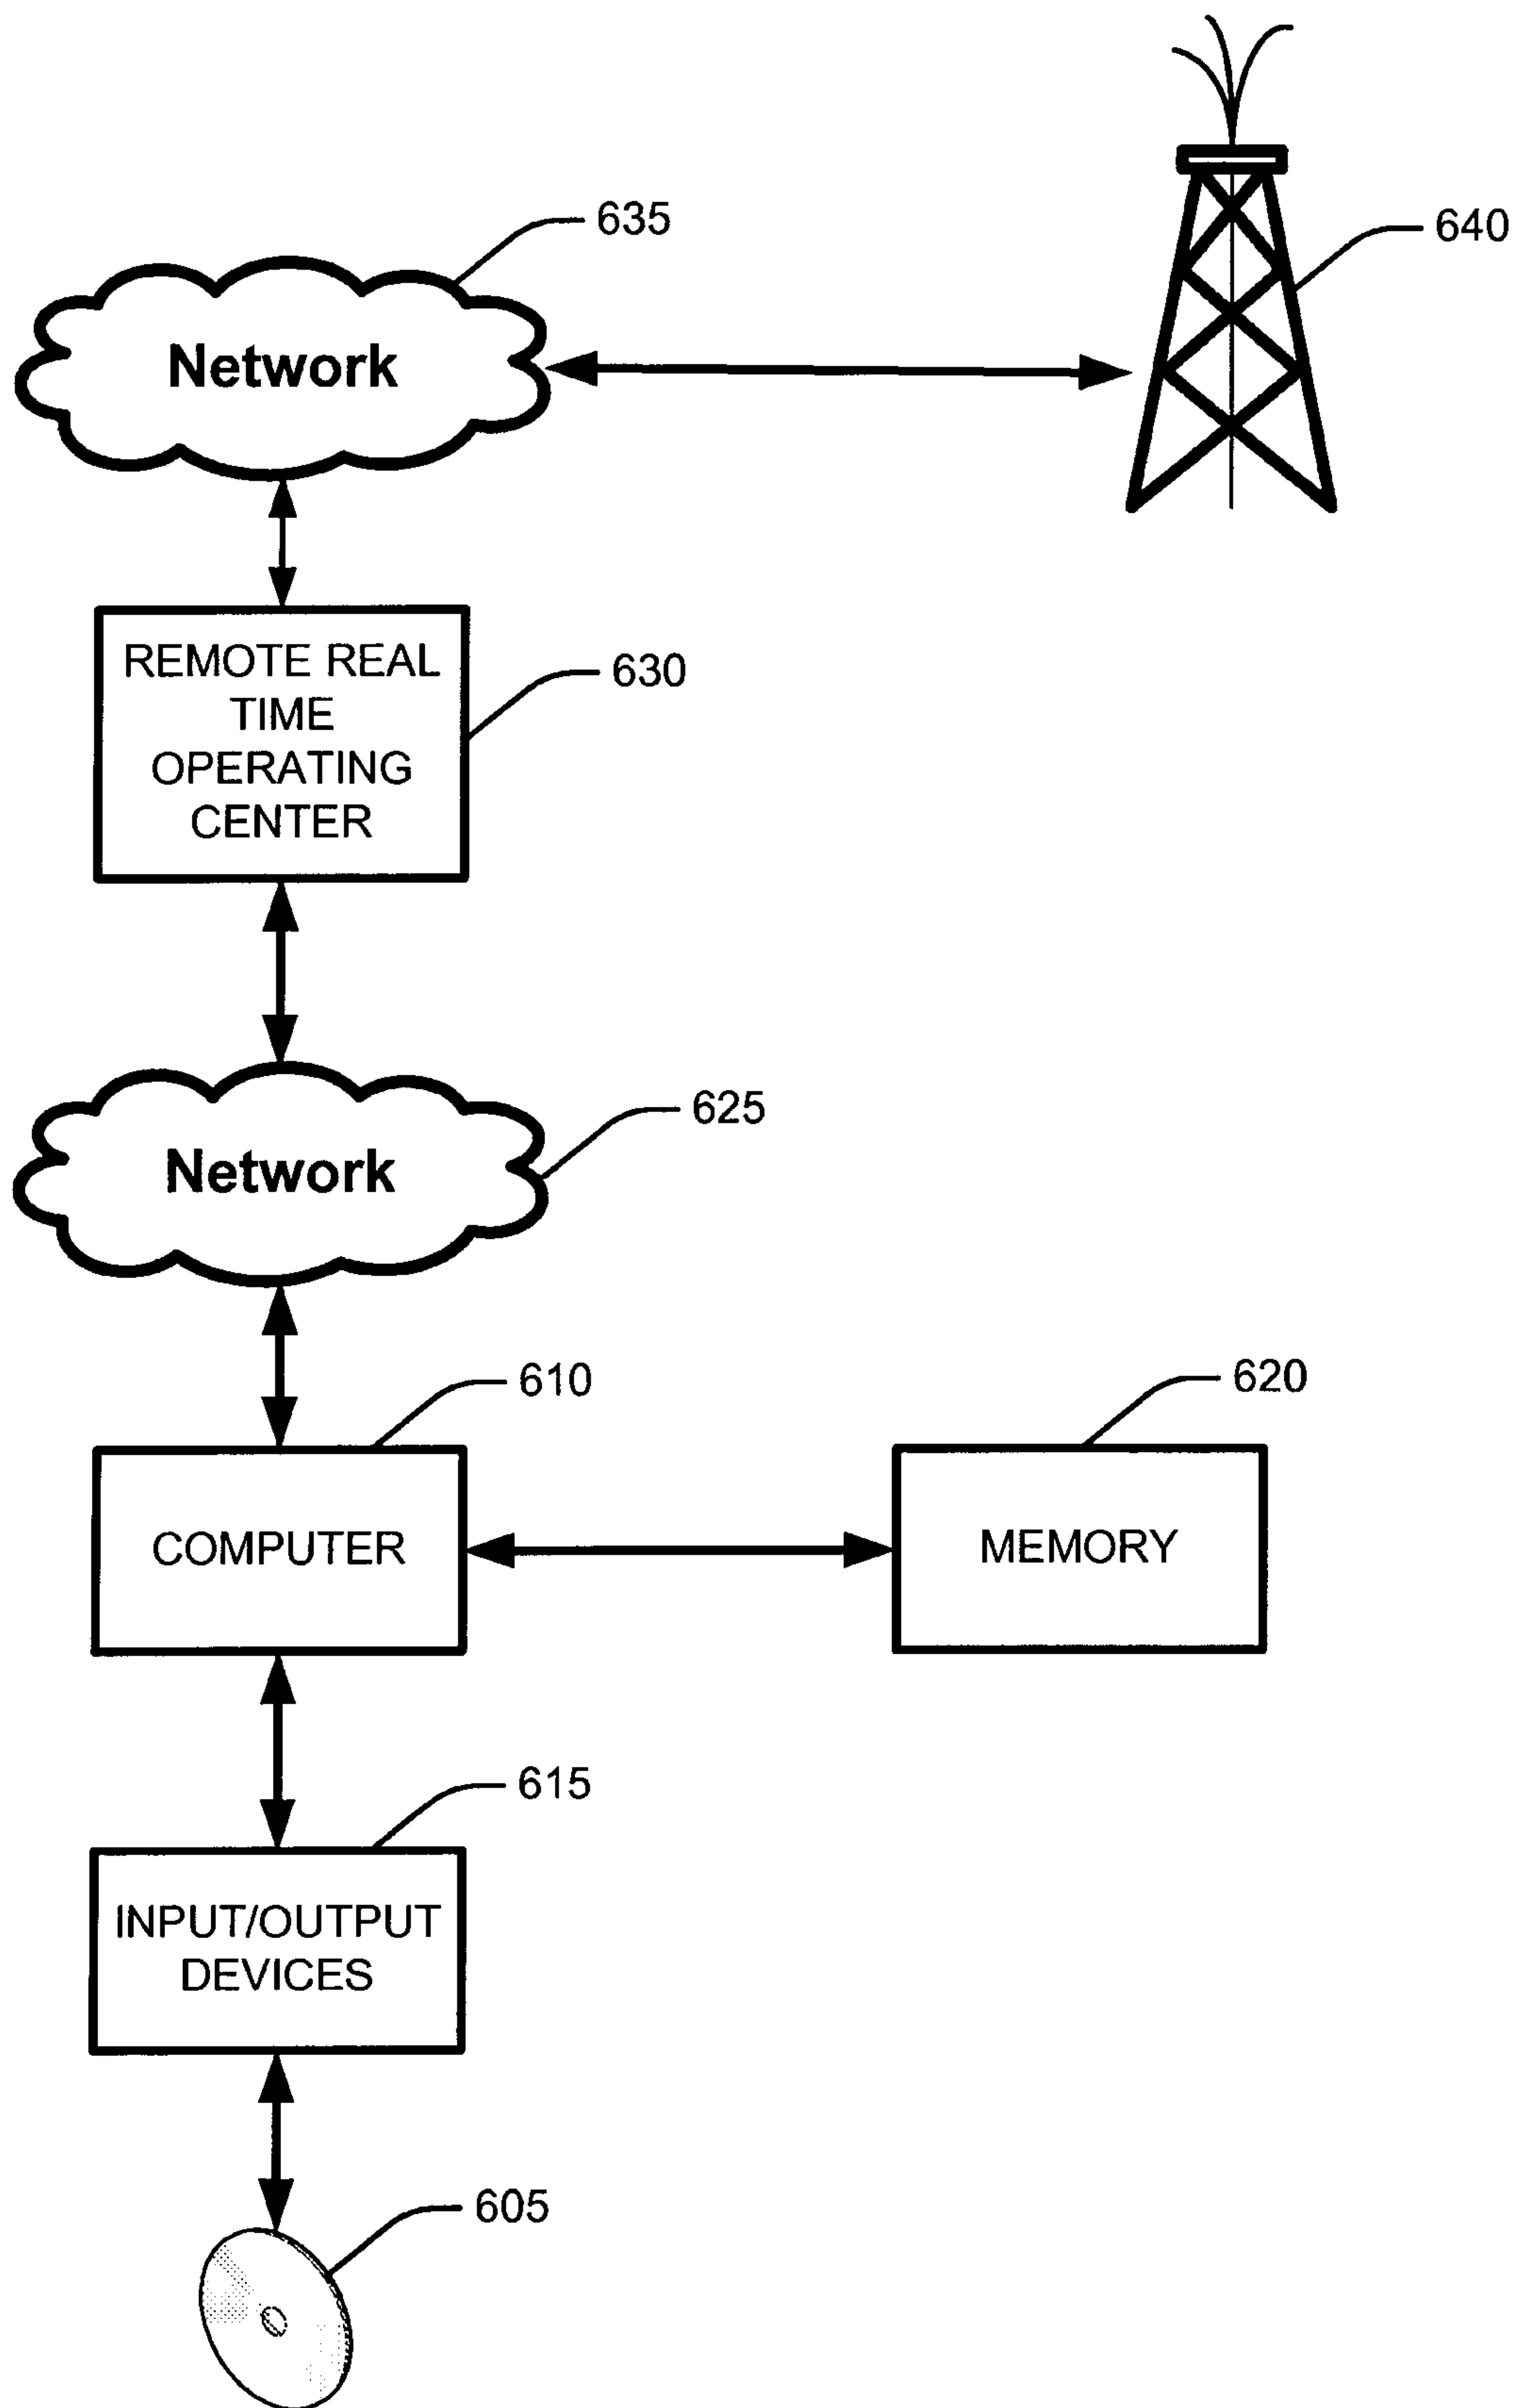 635
640
Network
REMOTE REAL
TIME
OPERATING
CENTER
630
625
Network
610
620
COMPUTER
MEMORY
615
INPUT/OUTPUT
DEVICES
605